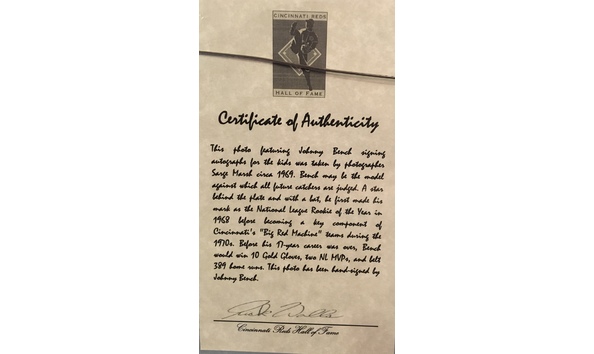 CINCINNATI REDS
HALL OF FAME
Certificate of Authenticity
This photo featuring Johnny Bench signing
autographs for the kids was taken by photographer
Sarge Marsh circa 1969. Bench may be the model
against which all future catchers are judged. A star
behind the plate and with a bat, he first made his
mark as the National League Rookie of the Year in
1968 before becoming a key component of
Cincinnati's "Big Red Machine" teams during the
1970s. Before his 17-year career was over, Bench
would win 10 Gold Gloves, two NL MVPs, and belt
389 home runs. This photo has been hand-signed by
Johnny Bench.
Cincinnati Reds Hall of Fame